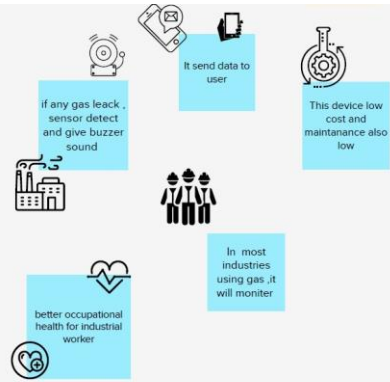 It send data to
user
if any gas leack ,
sensor detect
and give buzzer
sound
This device low
cost and
maintanance also
low
In most
industries
using gas ,it
will moniter
better occupational
health for industrial
worker